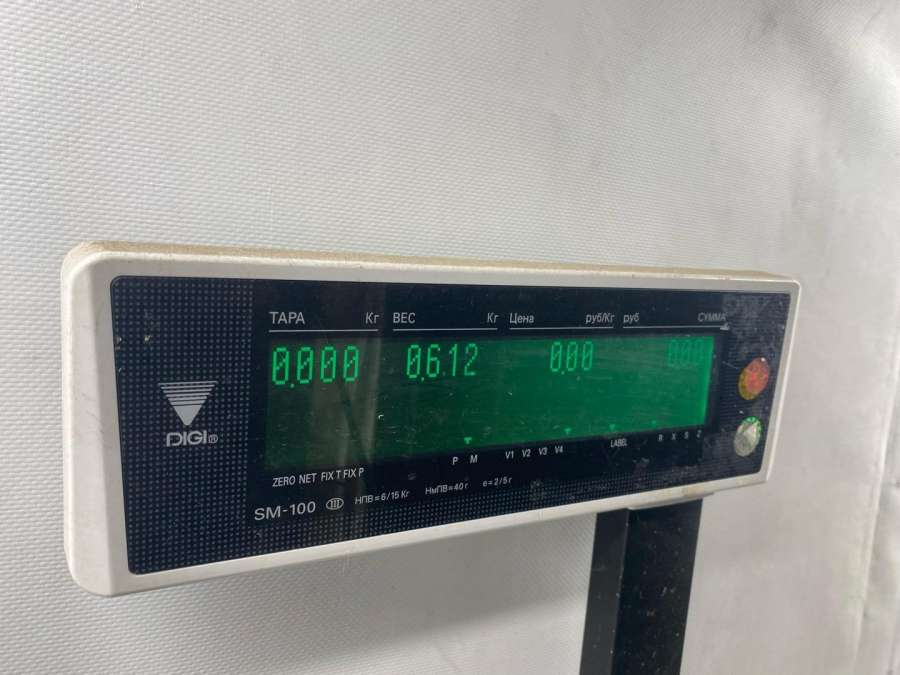 ТАРА Кг ВЕС Кг Цена руб/Кг руб СУММА
0.000 0.612 0.00 0.00
P M V1 V2 V3 V4 LABEL R X S Z
DIGI®
ZERO NET FIX T FIX P
SM-100 III НПВ=6/15 Кг НмПВ=40 г e=2/5 г